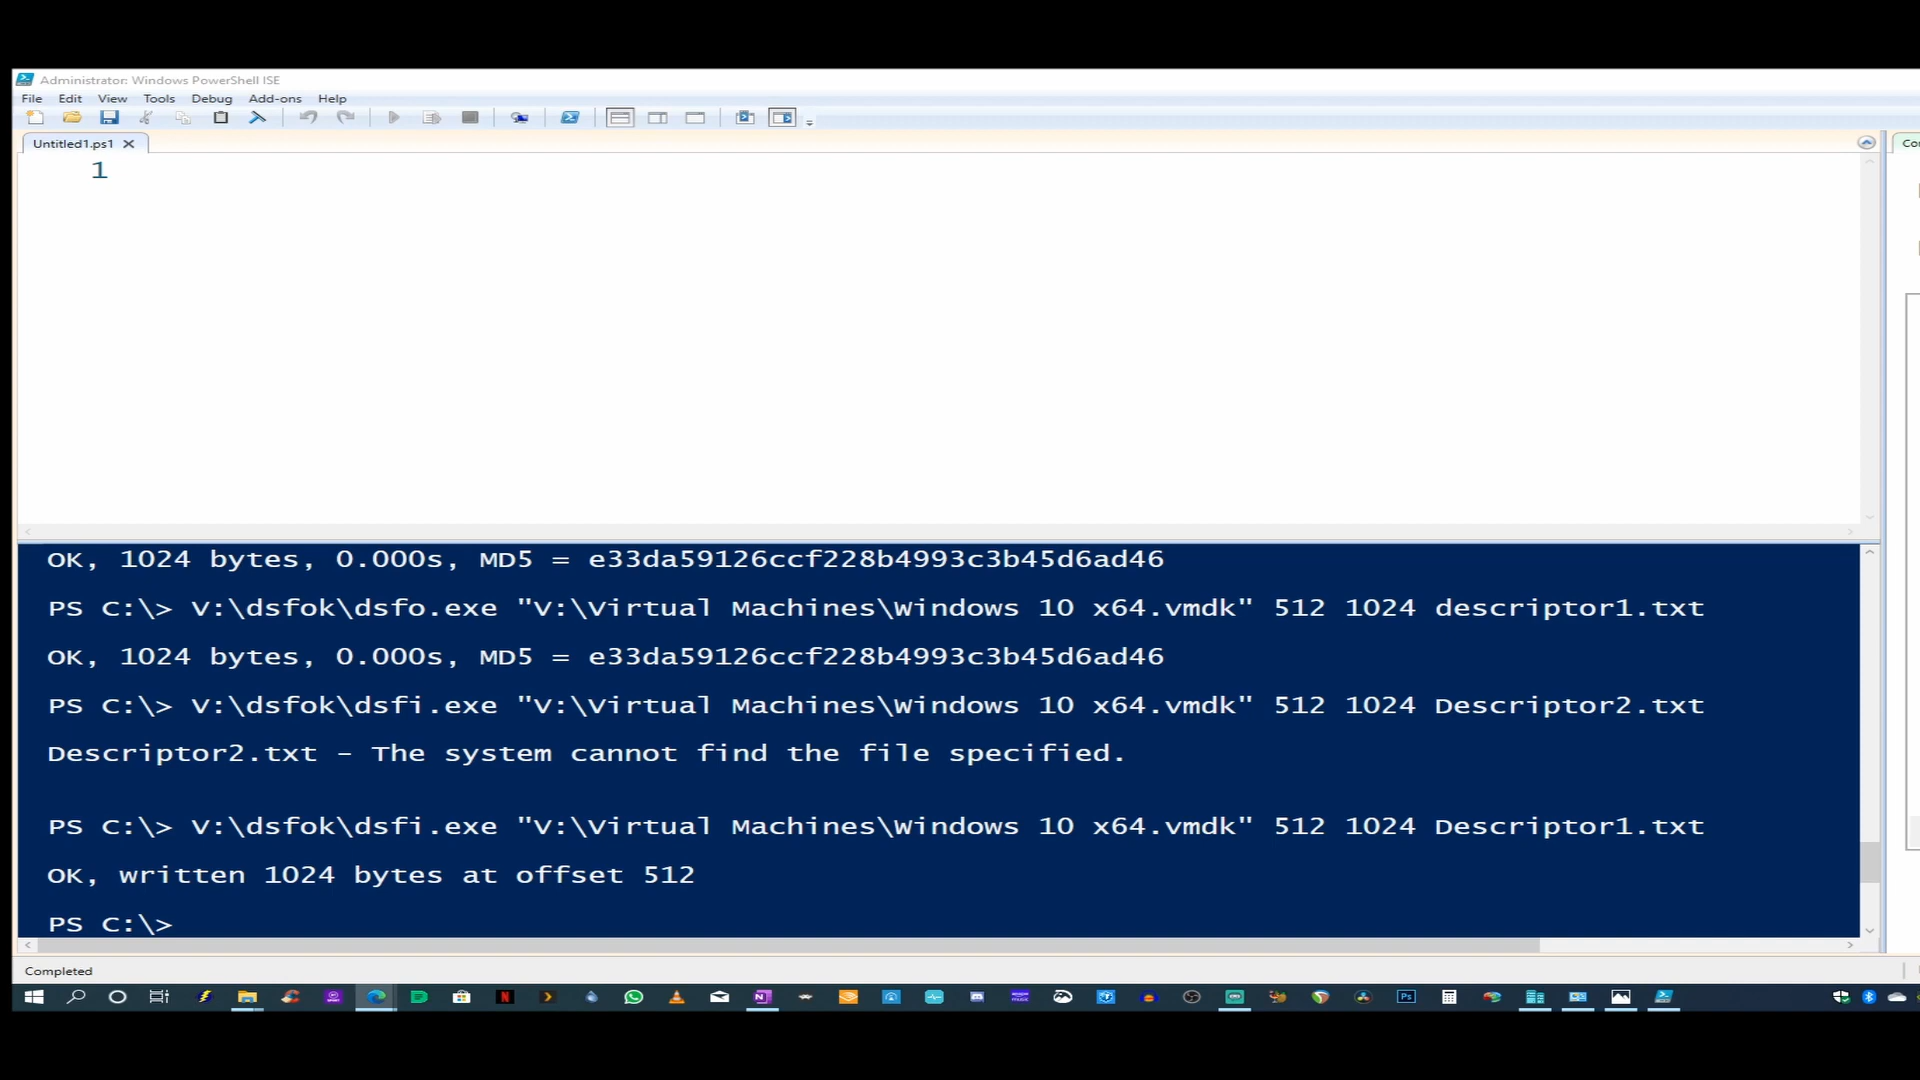 Administrator: Windows PowerShell ISE
File Edit View Tools Debug Add-ons Help
Untitled1.ps1
1
OK, 1024 bytes, 0.000s, MD5 = e33da59126ccf228b4993c3b45d6ad46
PS C:\> V:\dsfok\dsfo.exe "V:\Virtual Machines\Windows 10 x64.vmdk" 512 1024 descriptor1.txt
OK, 1024 bytes, 0.000s, MD5 = e33da59126ccf228b4993c3b45d6ad46
PS C:\> V:\dsfok\dsfi.exe "V:\Virtual Machines\Windows 10 x64.vmdk" 512 1024 Descriptor2.txt
Descriptor2.txt - The system cannot find the file specified.
PS C:\> V:\dsfok\dsfi.exe "V:\Virtual Machines\Windows 10 x64.vmdk" 512 1024 Descriptor1.txt
OK, written 1024 bytes at offset 512
PS C:\>
Completed